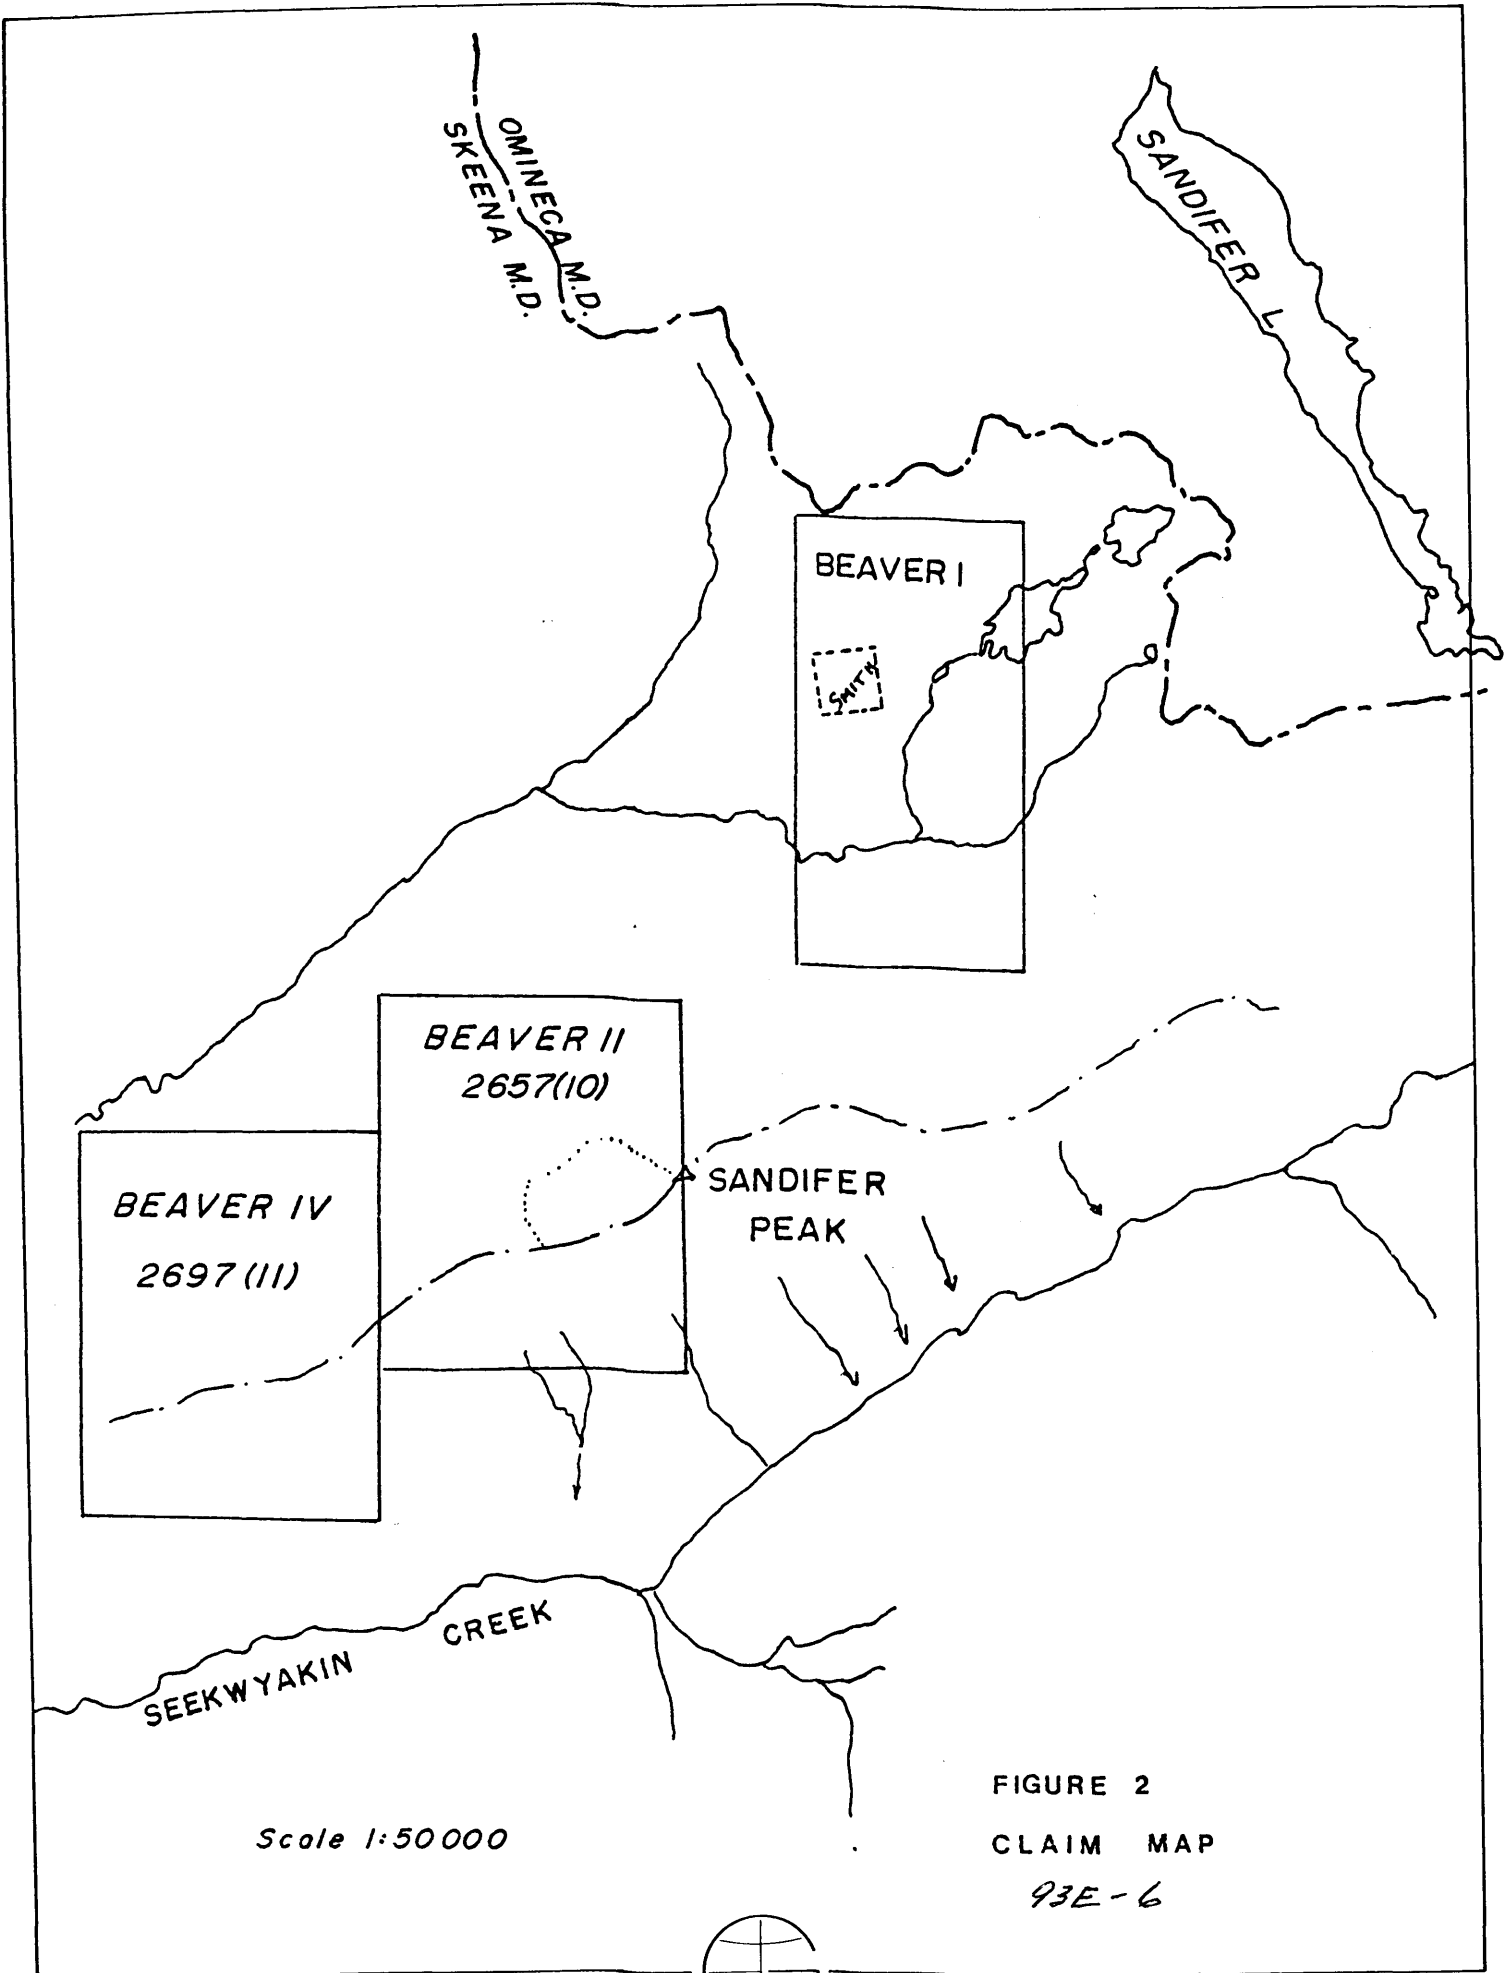 OMINECA M.D.
SKEENA M.D.
SANDIFER L
BEAVER I
SMITH
BEAVER II
2657(10)
SANDIFER
PEAK
BEAVER IV
2697(11)
SEEKWYAKIN CREEK
FIGURE 2
Scale 1:50000
CLAIM MAP
93E-6